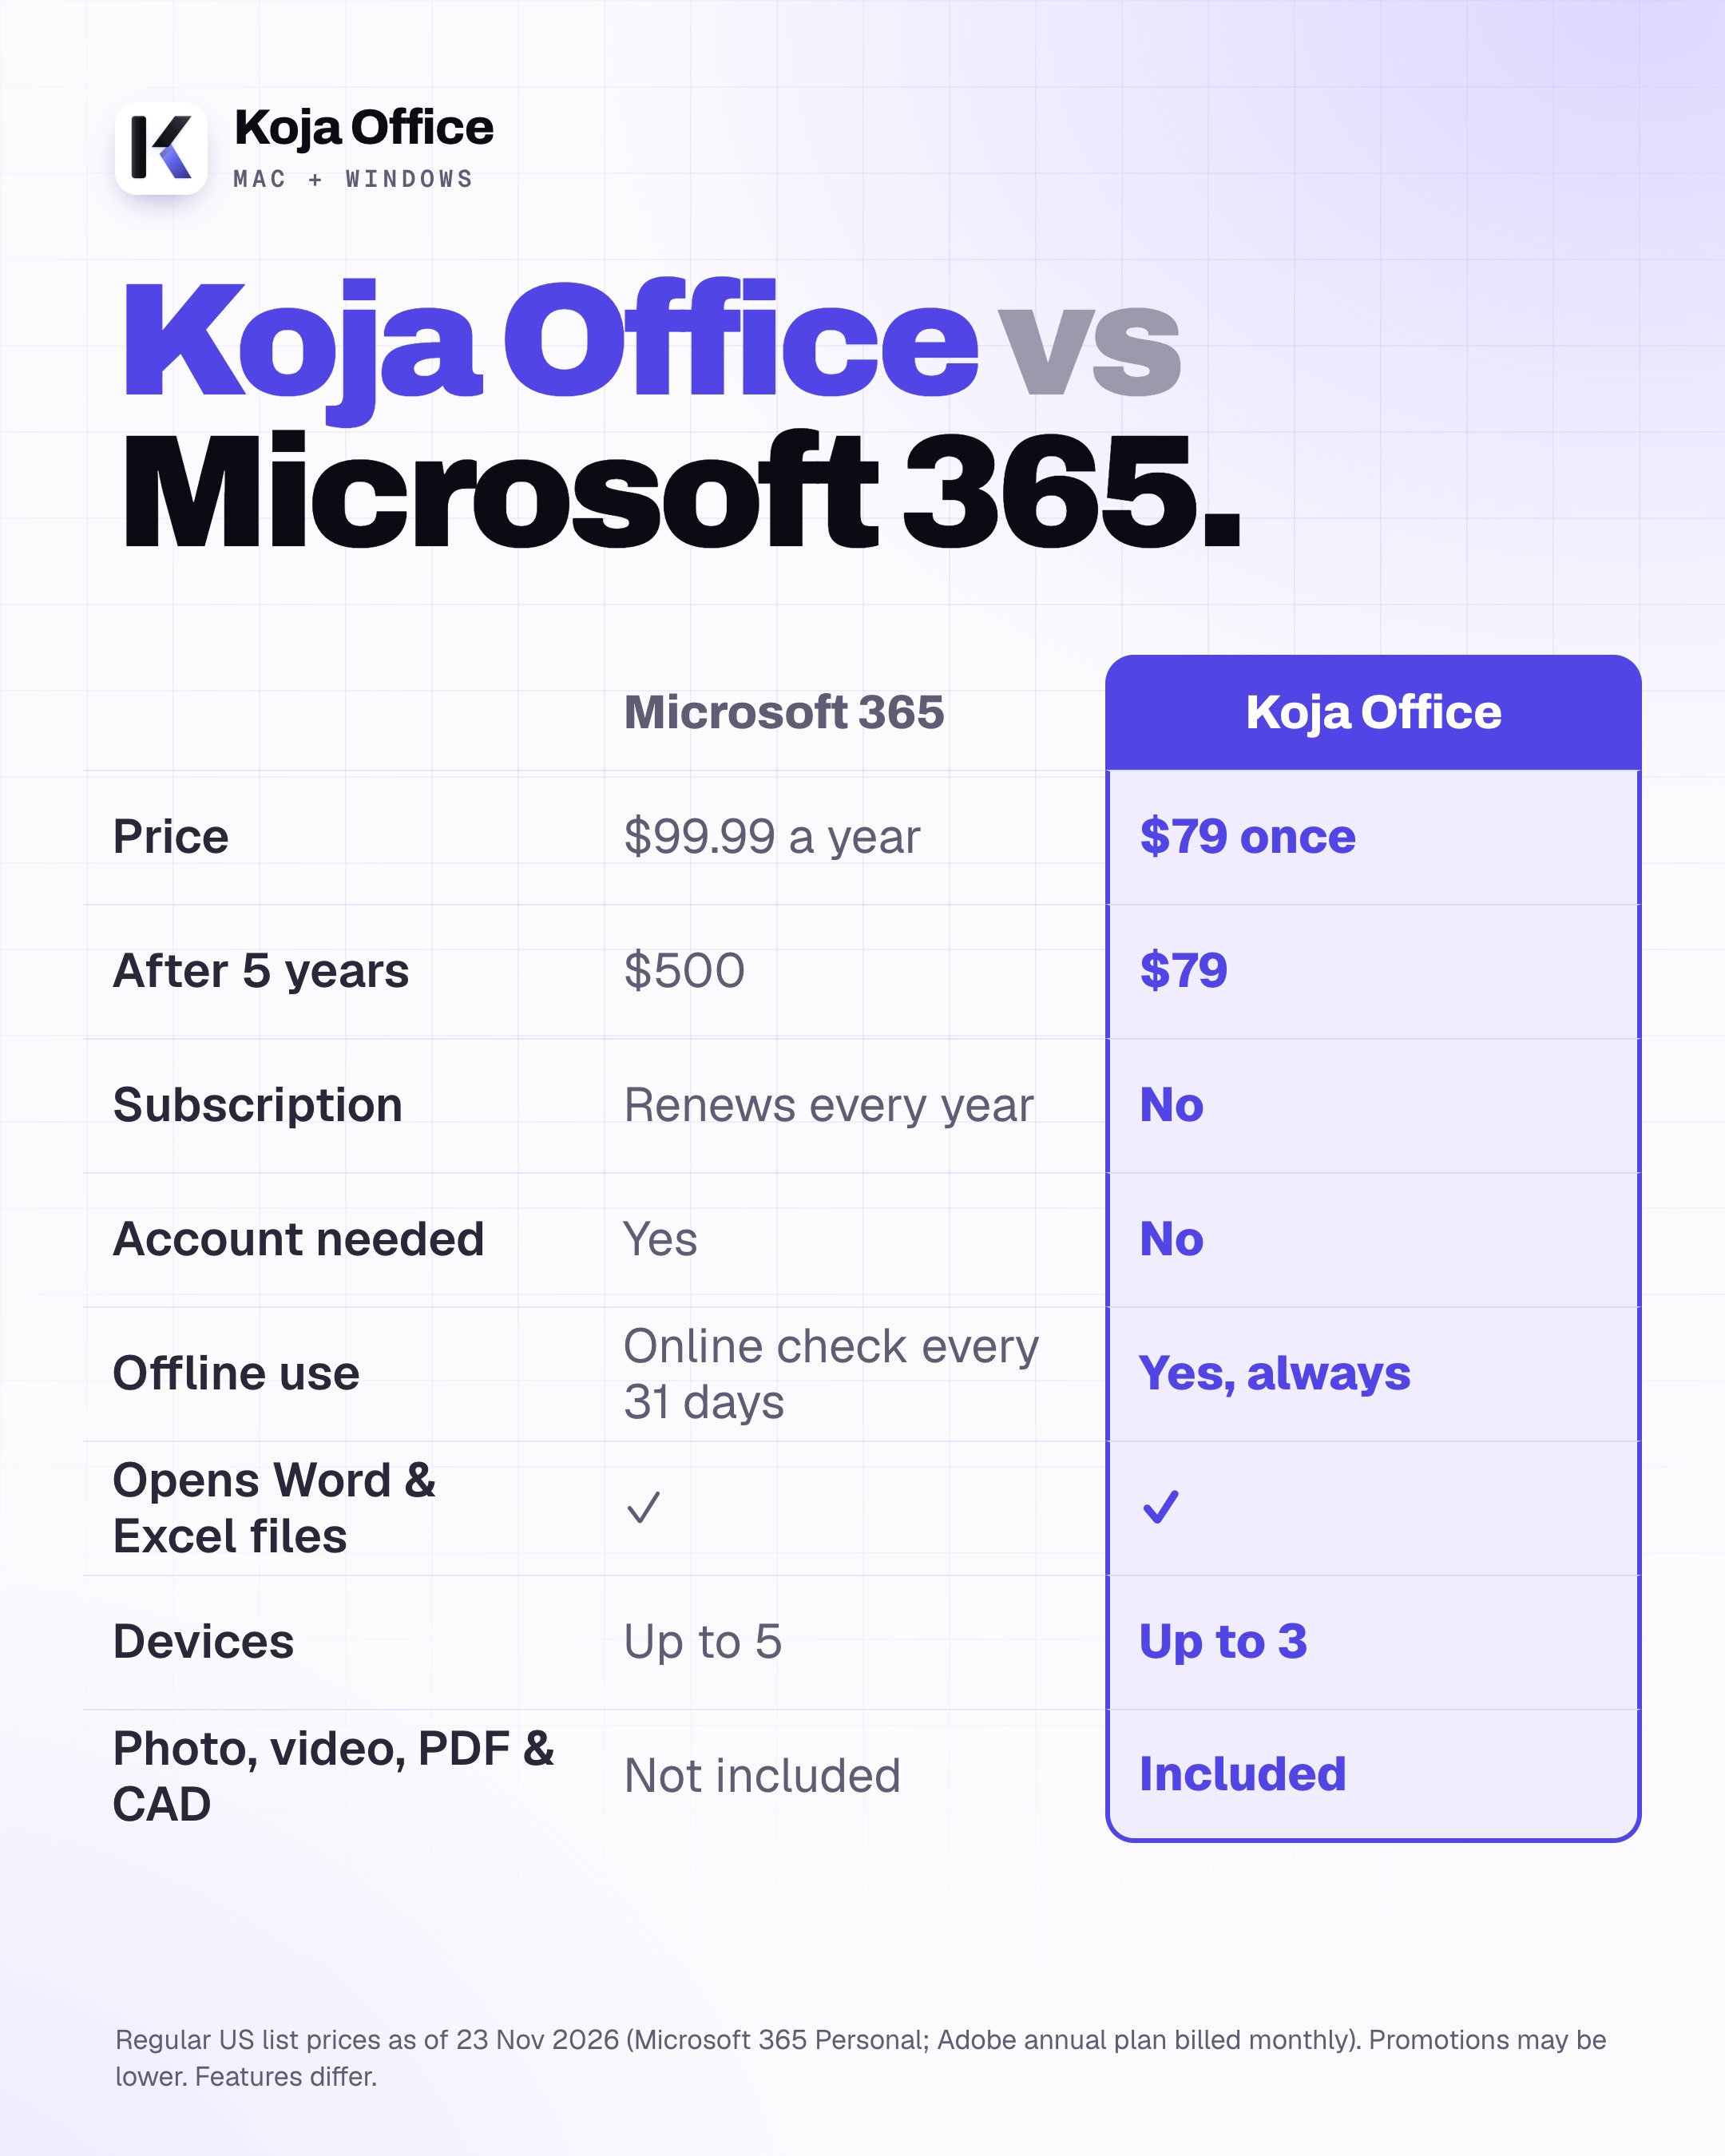 Koja Office
MAC + WINDOWS
Koja Office vs
Microsoft 365.
Microsoft 365 Koja Office
Price $99.99 a year $79 once
After 5 years $500 $79
Subscription Renews every year No
Account needed Yes No
Offline use Online check every 31 days Yes, always
Opens Word & Excel files ✓ ✓
Devices Up to 5 Up to 3
Photo, video, PDF & CAD Not included Included
Regular US list prices as of 23 Nov 2026 (Microsoft 365 Personal; Adobe annual plan billed monthly). Promotions may be
lower. Features differ.